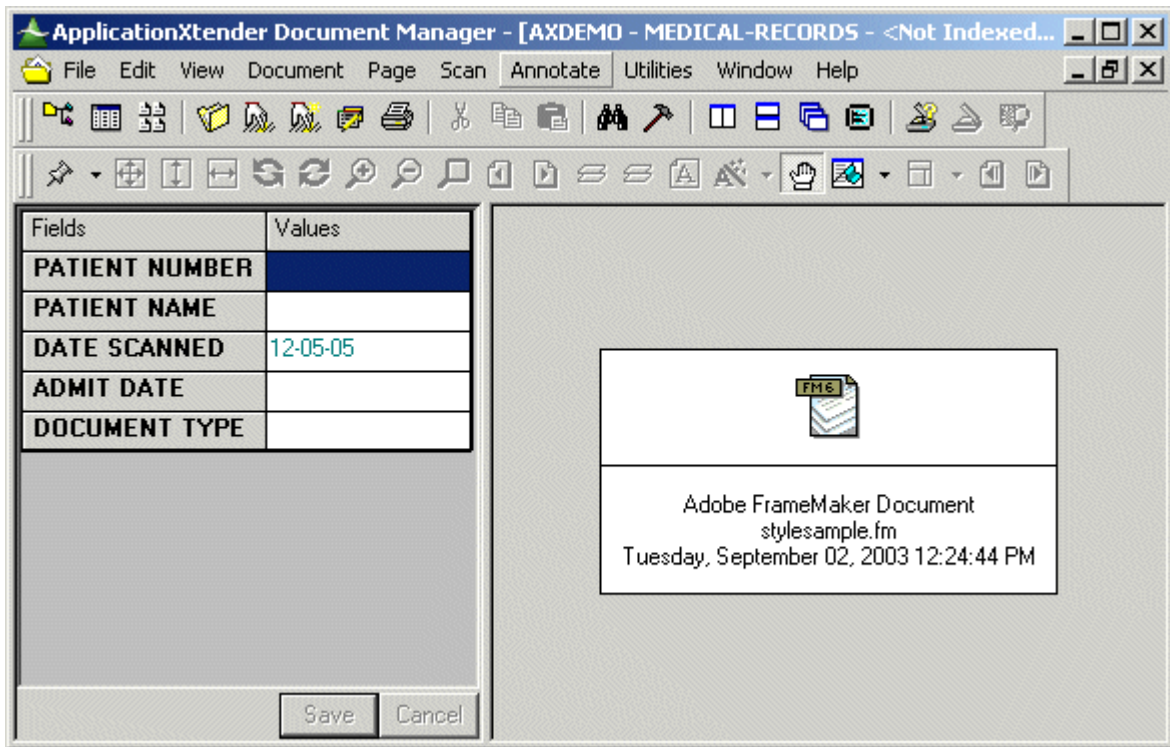 ApplicationXtender Document Manager - [AXDEMO - MEDICAL-RECORDS - <Not Indexed...
File Edit View Document Page Scan Annotate Utilities Window Help
Fields Values
PATIENT NUMBER
PATIENT NAME
DATE SCANNED 12-05-05
ADMIT DATE
DOCUMENT TYPE
FM6
Adobe FrameMaker Document
stylesample.fm
Tuesday, September 02, 2003 12:24:44 PM
Save Cancel